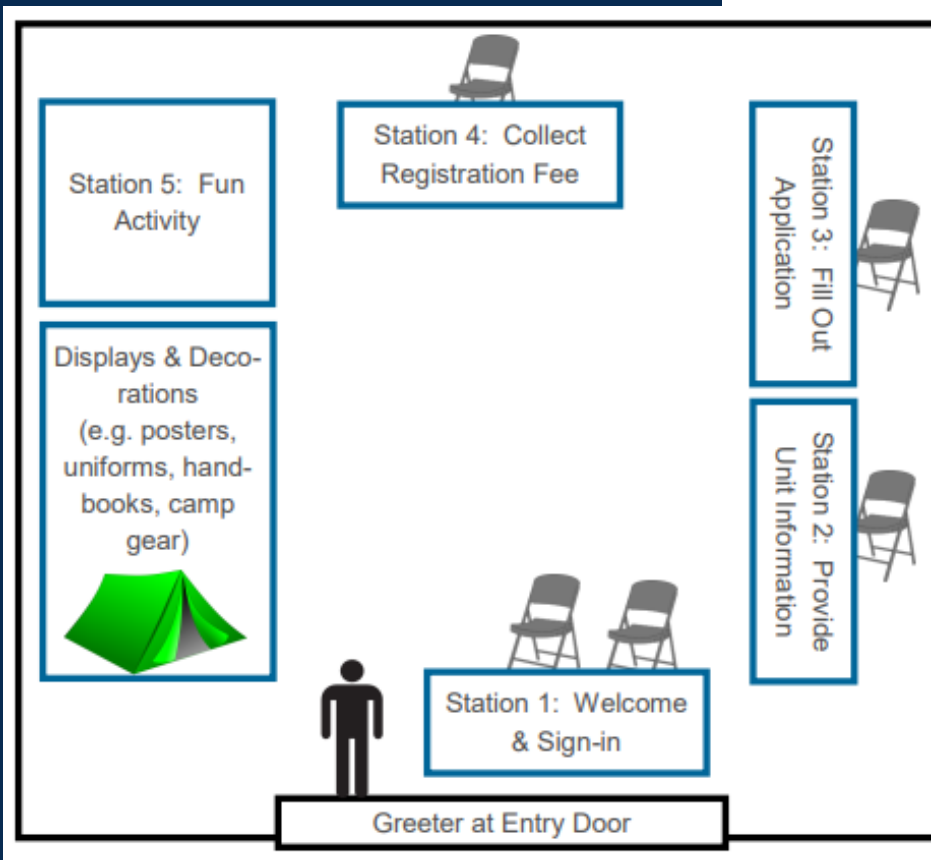 Station 4:  Collect
Registration Fee
Station 5:  Fun
Activity
Station 3:  Fill Out
Application
Displays & Deco-
rations
(e.g. posters,
uniforms, hand-
books, camp
gear)
Station 2:  Provide
Unit Information
Station 1:  Welcome
& Sign-in
Greeter at Entry Door